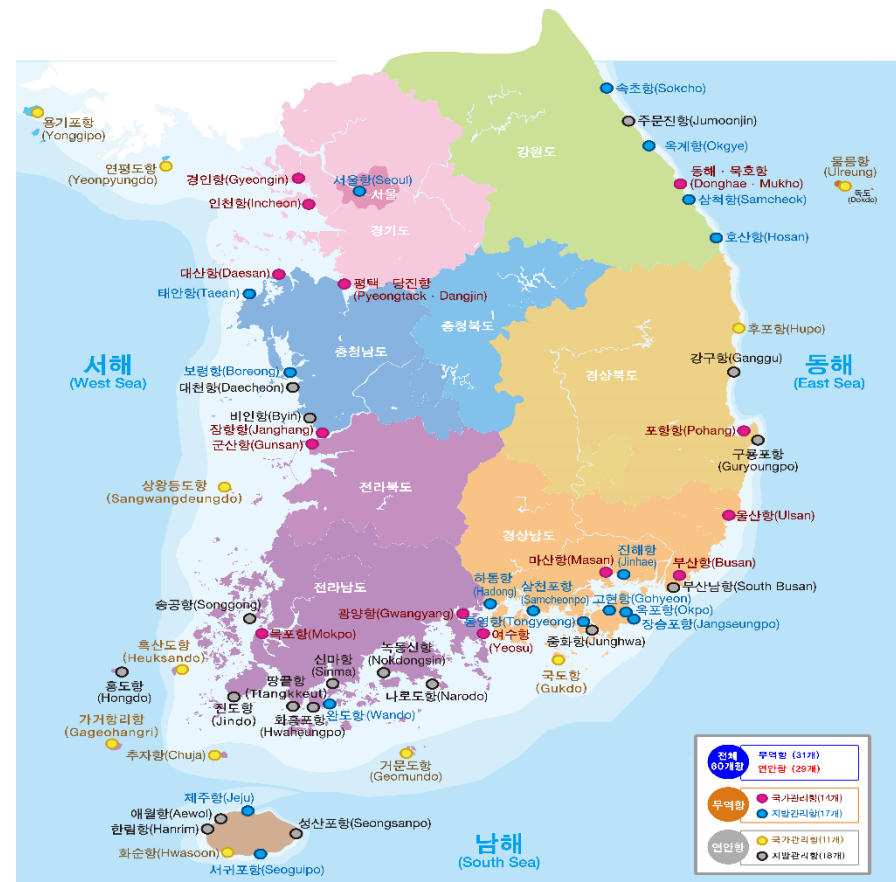 속초항(Sokcho)
주문진항(Jumoonjin)
옥계항(Okgye)
강원도
용기포항
(Yonggipo)
연평도항
(Yeonpyungdo)
경인항(Gyeongin)
서울항(Seoul)
서울
인천항(Incheon)
경기도
동해 · 묵호항
(Donghae · Mukho)
삼척항(Samcheok)
울릉항
(Ulreung)
독도
(Dokdo)
호산항(Hosan)
대산항(Daesan)
태안항(Taean)
평택 당진항
(Pyeongtack · Dangjin)
충청북도
충청남도
후포항(Hupo)
서해
(West Sea)
동해
(East Sea)
보령항(Boreong)
대천항(Daecheon)
강구항(Ganggu)
경상북도
비인항(Byin)
장항항(Janghang)
군산항(Gunsan)
포항항(Pohang)
구룡포항
(Guryoungpo)
상왕등도항
(Sangwangdeungdo)
전라북도
울산항(Ulsan)
경상남도
마산항(Masan)
진해항
(Jinhae)
부산항(Busan)
부산남항(South Busan)
전라남도
하동항
(Hadong)
삼천포항
(Samcheonpo)
고현항(Gohyeon)
옥포항(Okpo)
장승포항(Jangseungpo)
송공항(Songgong)
광양항(Gwangyang)
통영항(Tongyeong)
중화항(Junghwa)
목포항(Mokpo)
여수항
(Yeosu)
흑산도항
(Heuksando)
녹동신항
(Nokdongsin)
신마항
(Sinma)
국도항
(Gukdo)
홍도항
(Hongdo)
땅끝항
(Ttangkkeut)
나로도항(Narodo)
진도항
(Jindo)
화흥포항
(Hwaheungpo)
완도항(Wando)
가거항리항
(Gageohangri)
추자항(Chuja)
거문도항
(Geomundo)
제주항(Jeju)
애월항(Aewol)
한림항(Hanrim)
성산포항(Seongsanpo)
화순항(Hwasoon)
서귀포항(Seoguipo)
남해
(South Sea)
전체
60개항
무역항 (31개)
연안항 (29개)
무역항
국가관리항(14개)
지방관리항(17개)
연안항
국가관리항(11개)
지방관리항(18개)